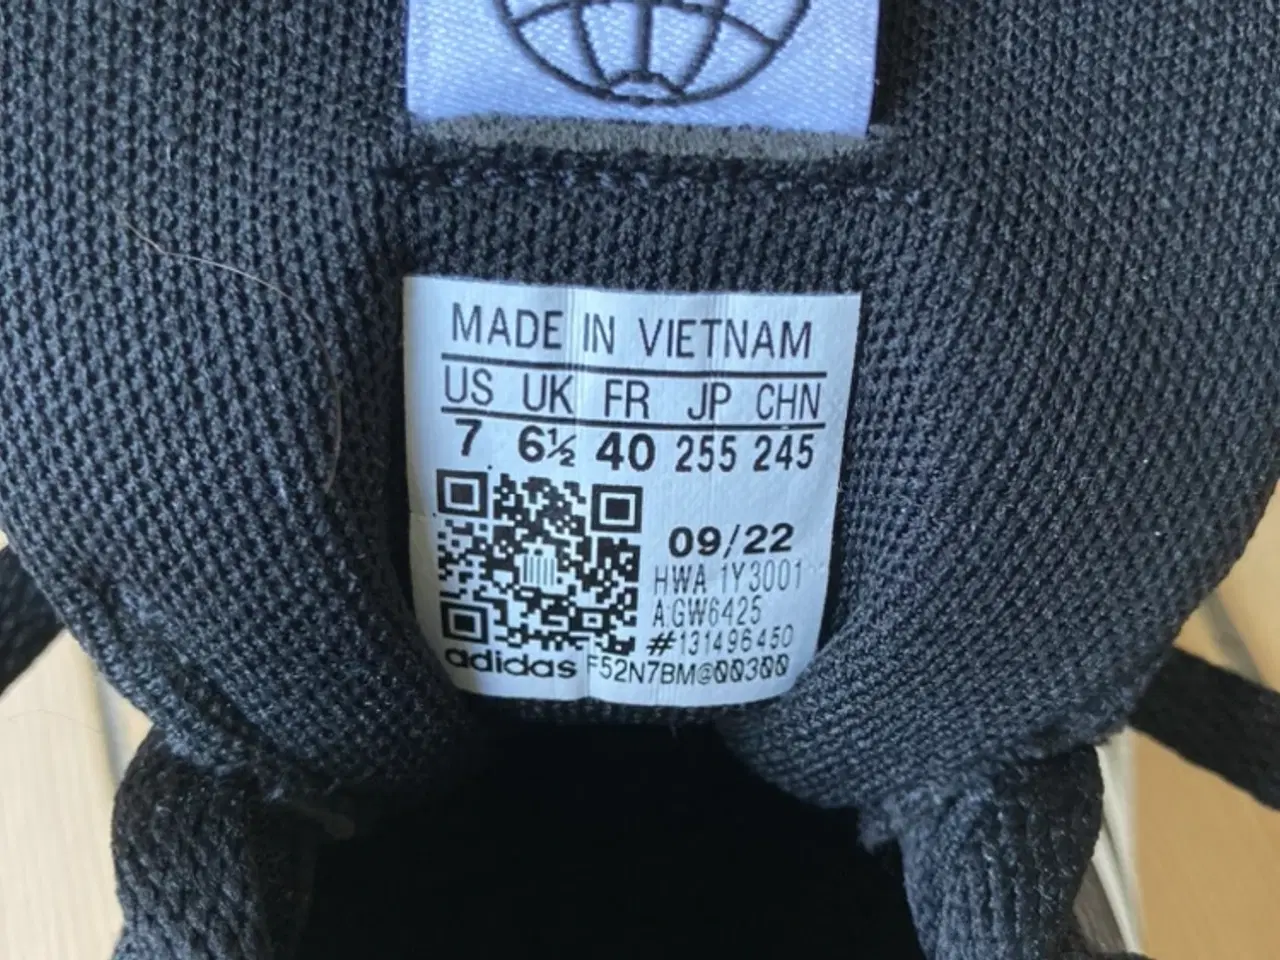 MADE IN VIETNAM
US UK FR JP CHN
7 6½ 40 255 245
09/22
HWA 1Y3001
A.GW6425
#131496450
adidas F52N7BM@00300